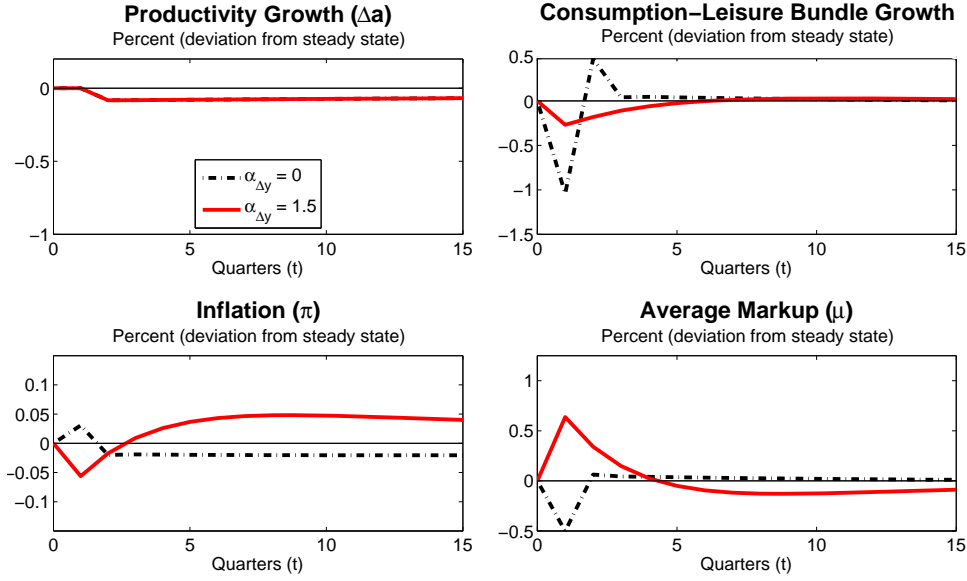 Productivity Growth (Δa)
Percent (deviation from steady state)
0
−0.5
−1
0
5
10
15
Quarters (t)
α Δy = 0
α Δy = 1.5
Consumption−Leisure Bundle Growth
Percent (deviation from steady state)
0.5
0
−0.5
−1
−1.5
0
5
10
15
Quarters (t)
Inflation (π)
Percent (deviation from steady state)
0.1
0.05
0
−0.05
−0.1
0
5
10
15
Quarters (t)
Average Markup (μ)
Percent (deviation from steady state)
1
0.5
0
−0.5
0
5
10
15
Quarters (t)